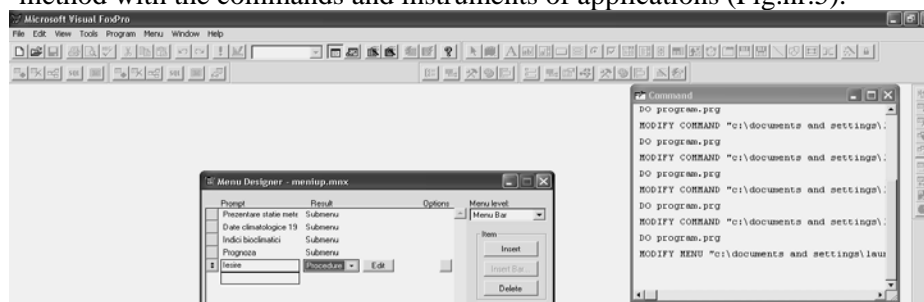 method with the commands and instruments of applications (Fig.nr.5).
Microsoft Visual FoxPro
File Edit View Tools Program Menu Window Help
Command
DO program.prg
MODIFY COMMAND "c:\documents and settings\
DO program.prg
MODIFY COMMAND "c:\documents and settings\
DO program.prg
MODIFY COMMAND "c:\documents and settings\
DO program.prg
MODIFY COMMAND "c:\documents and settings\
DO program.prg
MODIFY MENU "c:\documents and settings\lau
Menu Designer - meniup.mnx
Prompt Result Options Menu level:
Prezentare statie mete Submenu Menu Bar
Date climatologice 19 Submenu
Indici bioclimatici Submenu Item
Prognoza Submenu Insert
Iesire Procedure Edit Insert Bar...
Delete